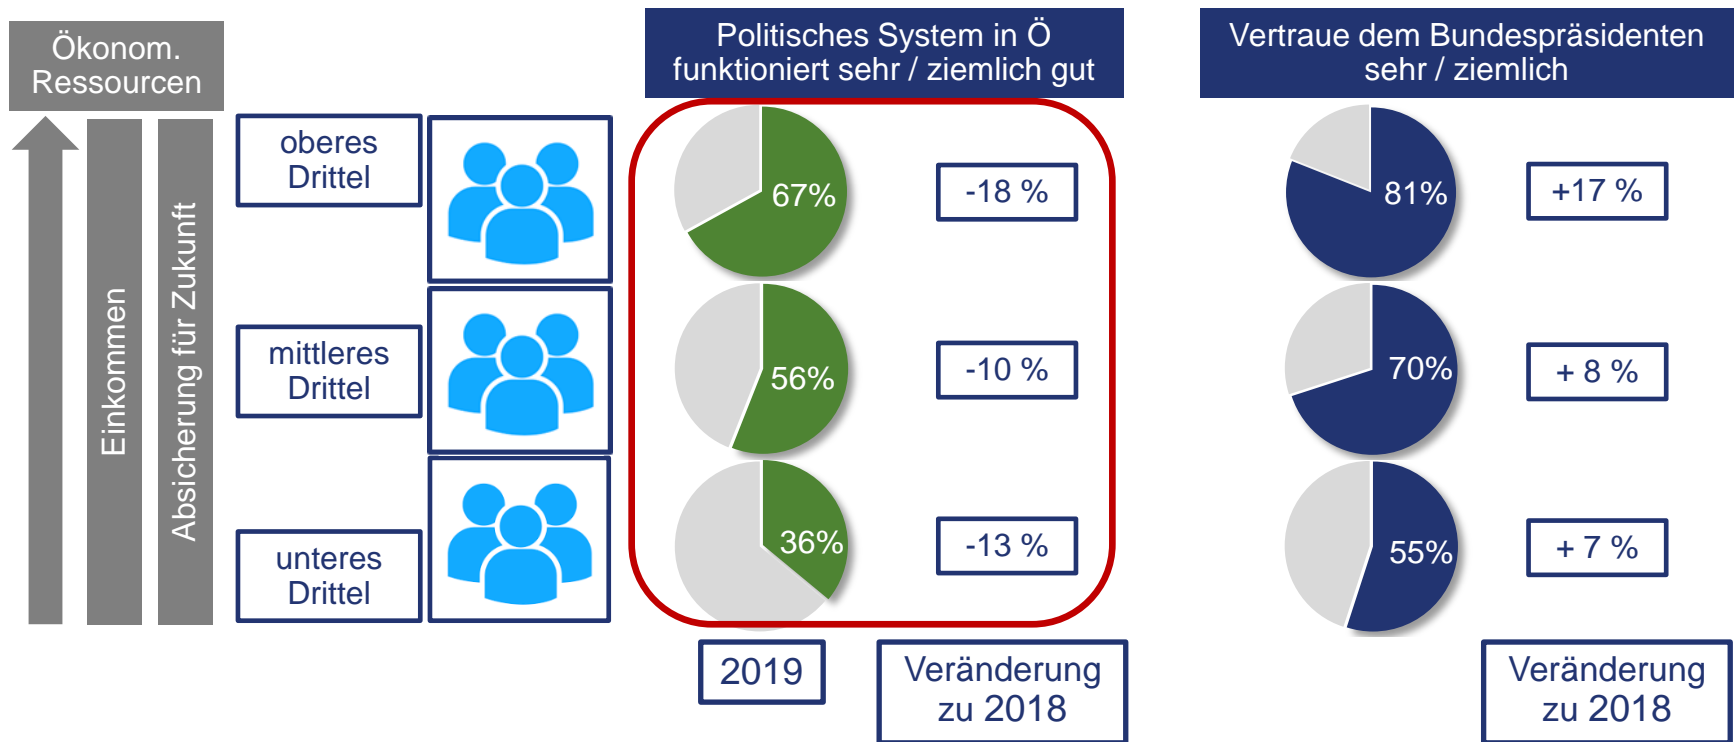 Ökonom.
Ressourcen
Einkommen
Absicherung für Zukunft
Politisches System in Ö
funktioniert sehr / ziemlich gut
Vertraue dem Bundespräsidenten
sehr / ziemlich
oberes
Drittel
67%
-18 %
81%
+17 %
mittleres
Drittel
56%
-10 %
70%
+ 8 %
unteres
Drittel
36%
-13 %
55%
+ 7 %
2019
Veränderung
zu 2018
Veränderung
zu 2018